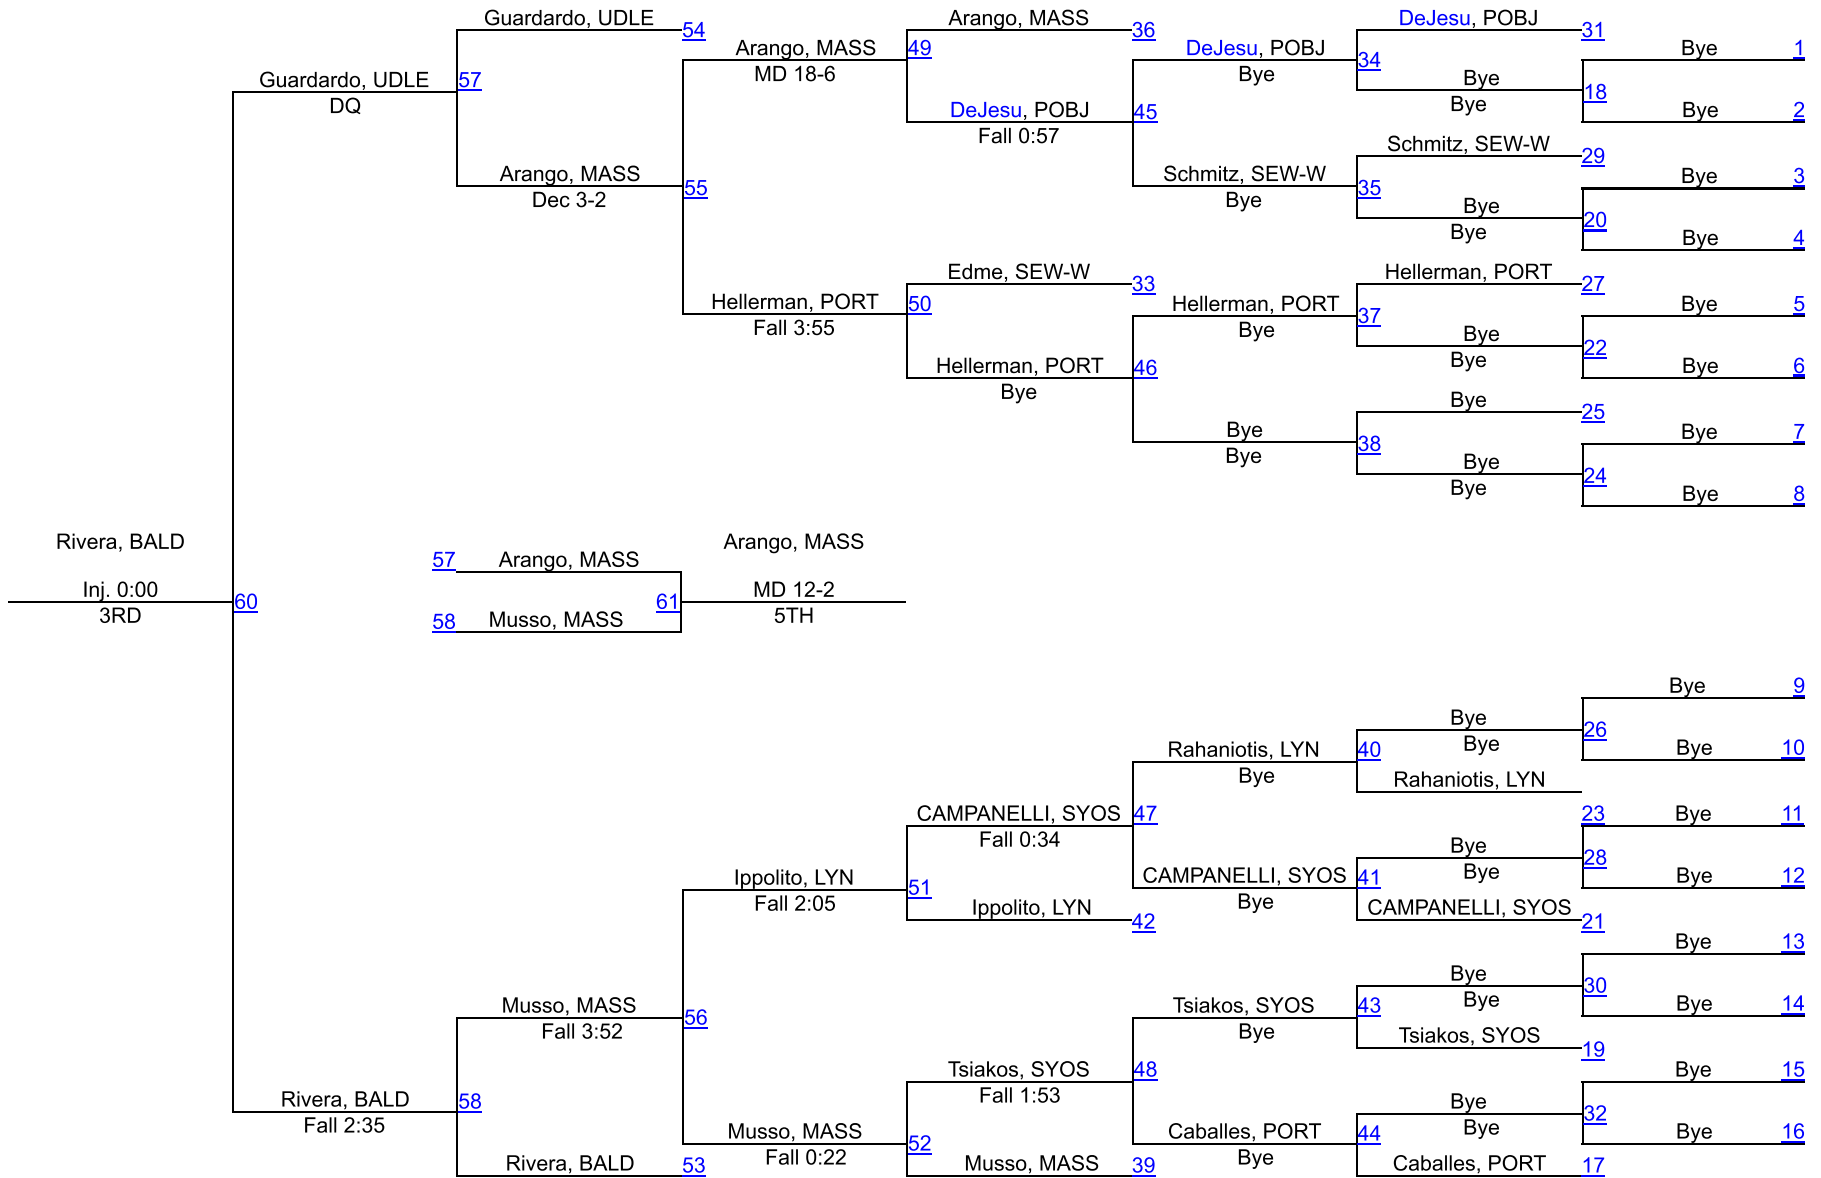 Guardardo, UDLE
54
Arango, MASS
36
DeJesu, POBJ
31
Arango, MASS
49
DeJesu, POBJ
34
Bye
1
MD 18-6
Bye
Bye
18
Guardardo, UDLE
57
Bye
DQ
DeJesu, POBJ
45
Bye
2
Fall 0:57
Schmitz, SEW-W
29
Arango, MASS
55
Schmitz, SEW-W
35
Bye
3
Dec 3-2
Bye
Bye
20
Bye
Bye
4
Edme, SEW-W
33
Hellerman, PORT
27
Hellerman, PORT
50
Hellerman, PORT
37
Bye
5
Fall 3:55
Bye
Bye
22
Bye
Hellerman, PORT
46
Bye
6
Bye
Bye
25
Bye
38
Bye
7
Bye
Bye
24
Bye
Bye
8
Rivera, BALD
Arango, MASS
57
Arango, MASS
Inj. 0:00
60
61
MD 12-2
3RD
58
Musso, MASS
5TH
Bye
9
Bye
26
Rahaniotis, LYN
40
Bye
Bye
10
Bye
Rahaniotis, LYN
CAMPANELLI, SYOS
47
23
Bye
11
Fall 0:34
Bye
28
Ippolito, LYN
51
CAMPANELLI, SYOS
41
Bye
Bye
12
Fall 2:05
Bye
Ippolito, LYN
42
CAMPANELLI, SYOS
21
Bye
13
Bye
30
Musso, MASS
56
Tsiakos, SYOS
43
Bye
Bye
14
Fall 3:52
Bye
Tsiakos, SYOS
19
Tsiakos, SYOS
48
Bye
15
Fall 1:53
Rivera, BALD
58
Bye
32
Fall 2:35
Bye
Musso, MASS
52
Caballes, PORT
44
Bye
16
Fall 0:22
Bye
Rivera, BALD
53
Musso, MASS
39
Caballes, PORT
17